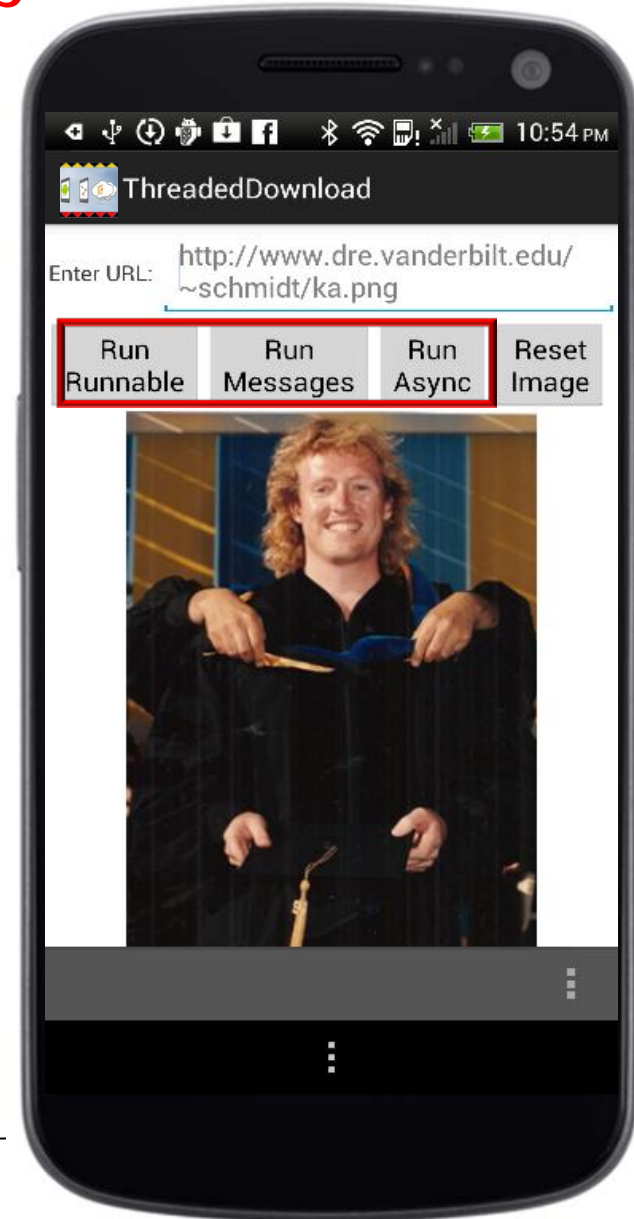 10:54 PM
ThreadedDownload
Enter URL:
http://www.dre.vanderbilt.edu/
~schmidt/ka.png
Run Runnable
Run Messages
Run Async
Reset Image